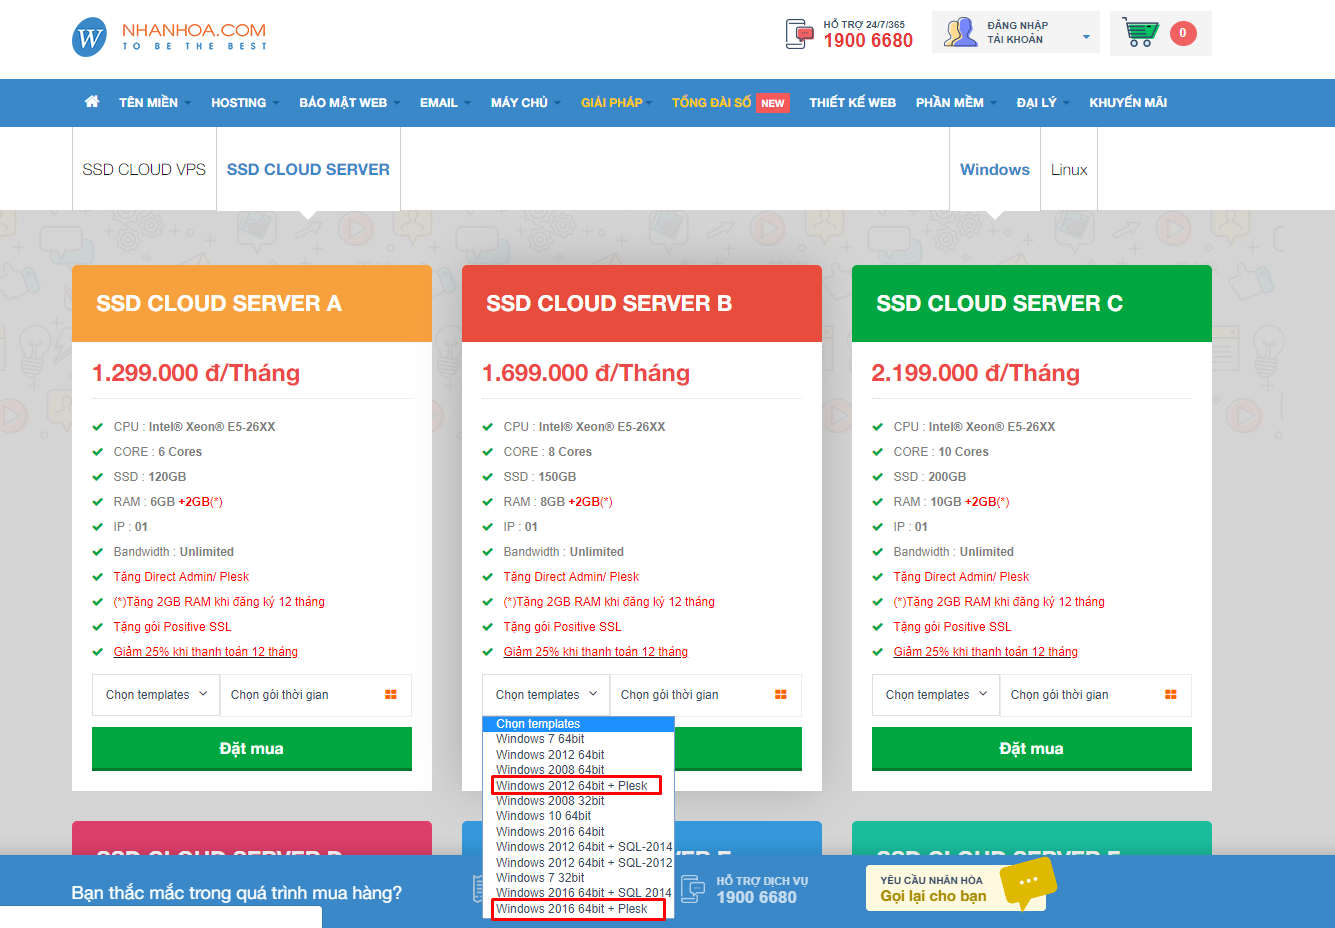 NHANHOA.COM
TO BE THE BEST
HỖ TRỢ 24/7/365
1900 6680
ĐĂNG NHẬP
TÀI KHOẢN
0
TÊN MIỀN
HOSTING
BẢO MẬT WEB
EMAIL
MÁY CHỦ
GIẢI PHÁP
TỔNG ĐÀI SỐ NEW
THIẾT KẾ WEB
PHẦN MỀM
ĐẠI LÝ
KHUYẾN MÃI
SSD CLOUD VPS
SSD CLOUD SERVER
Windows
Linux
SSD CLOUD SERVER A
1.299.000 đ/Tháng
CPU : Intel® Xeon® E5-26XX
CORE : 6 Cores
SSD : 120GB
RAM : 6GB +2GB(*)
IP : 01
Bandwidth : Unlimited
Tặng Direct Admin/ Plesk
(*)Tặng 2GB RAM khi đăng ký 12 tháng
Tặng gói Positive SSL
Giảm 25% khi thanh toán 12 tháng
Chọn templates
Chọn gói thời gian
Đặt mua
SSD CLOUD SERVER B
1.699.000 đ/Tháng
CPU : Intel® Xeon® E5-26XX
CORE : 8 Cores
SSD : 150GB
RAM : 8GB +2GB(*)
IP : 01
Bandwidth : Unlimited
Tặng Direct Admin/ Plesk
(*)Tặng 2GB RAM khi đăng ký 12 tháng
Tặng gói Positive SSL
Giảm 25% khi thanh toán 12 tháng
Chọn templates
Chọn gói thời gian
Chọn templates
Windows 7 64bit
Windows 2012 64bit
Windows 2008 64bit
Windows 2012 64bit + Plesk
Windows 2008 32bit
Windows 10 64bit
Windows 2016 64bit
Windows 2012 64bit + SQL-2014
Windows 2012 64bit + SQL-2012
Windows 7 32bit
Windows 2016 64bit + SQL 2014
Windows 2016 64bit + Plesk
SSD CLOUD SERVER C
2.199.000 đ/Tháng
CPU : Intel® Xeon® E5-26XX
CORE : 10 Cores
SSD : 200GB
RAM : 10GB +2GB(*)
IP : 01
Bandwidth : Unlimited
Tặng Direct Admin/ Plesk
(*)Tặng 2GB RAM khi đăng ký 12 tháng
Tặng gói Positive SSL
Giảm 25% khi thanh toán 12 tháng
Chọn templates
Chọn gói thời gian
Đặt mua
SSD CLOUD SERVER D
Bạn thắc mắc trong quá trình mua hàng?
HỖ TRỢ DỊCH VỤ
1900 6680
YÊU CẦU NHÂN HÒA
Gọi lại cho bạn